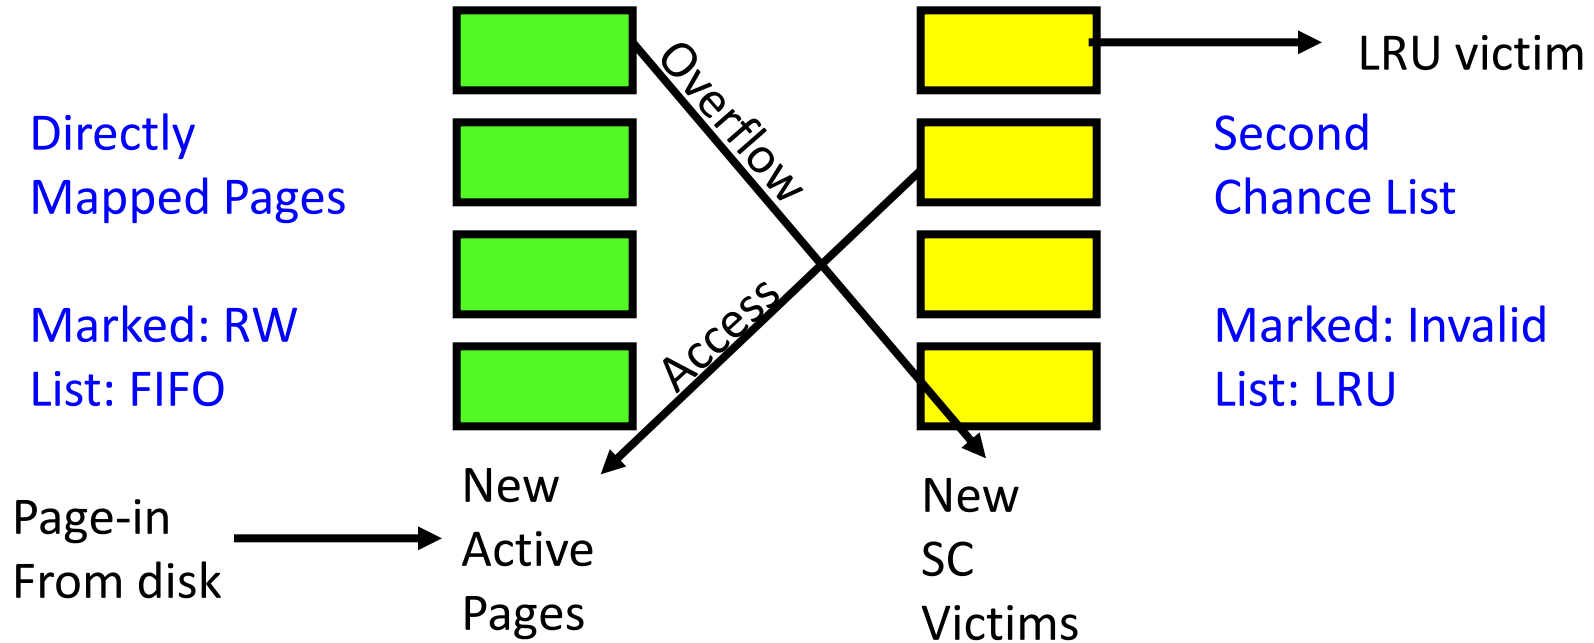 Directly
Mapped Pages
Marked: RW
List: FIFO
Page-in
From disk
Overflow
Access
New
Active
Pages
New
SC
Victims
LRU victim
Second
Chance List
Marked: Invalid
List: LRU